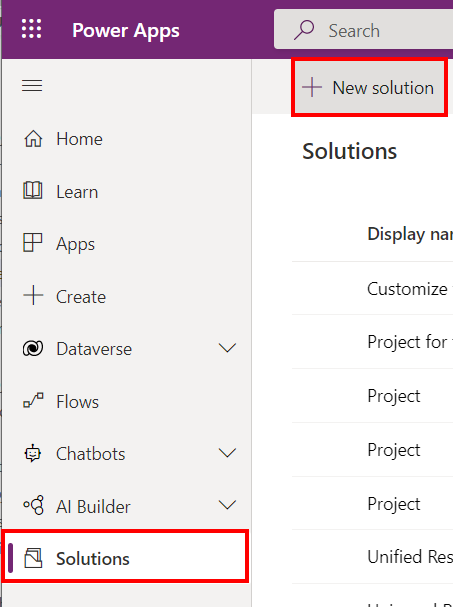 Power Apps
Search
New solution
Home
Learn
Apps
Create
Dataverse
Flows
Chatbots
AI Builder
Solutions
Solutions
Display na
Customize
Project for
Project
Project
Project
Unified Res